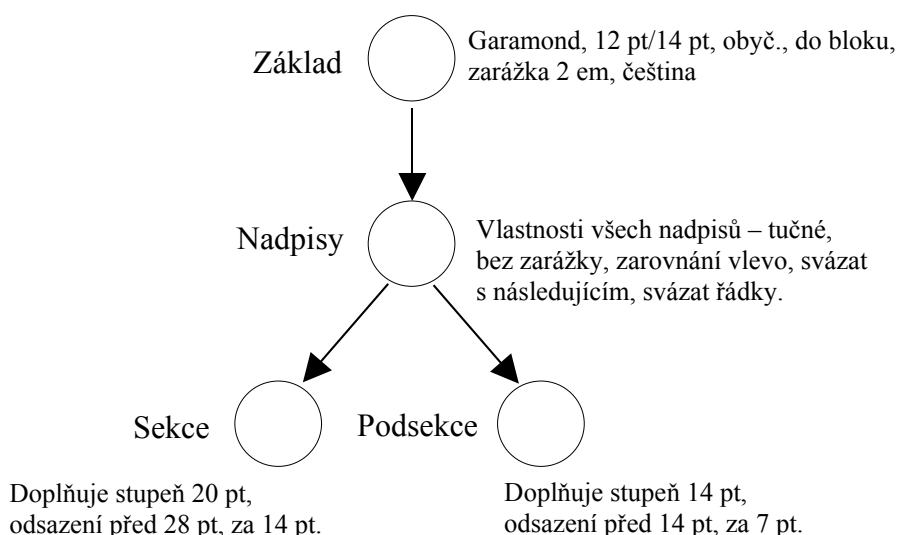 Základ
Garamond, 12 pt/14 pt, obyč., do bloku,
zarážka 2 em, čeština
Nadpisy
Vlastnosti všech nadpisů – tučné,
bez zarážky, zarovnání vlevo, svázat
s následujícím, svázat řádky.
Sekce
Podsekce
Doplňuje stupeň 20 pt,
odsazení před 28 pt, za 14 pt.
Doplňuje stupeň 14 pt,
odsazení před 14 pt, za 7 pt.